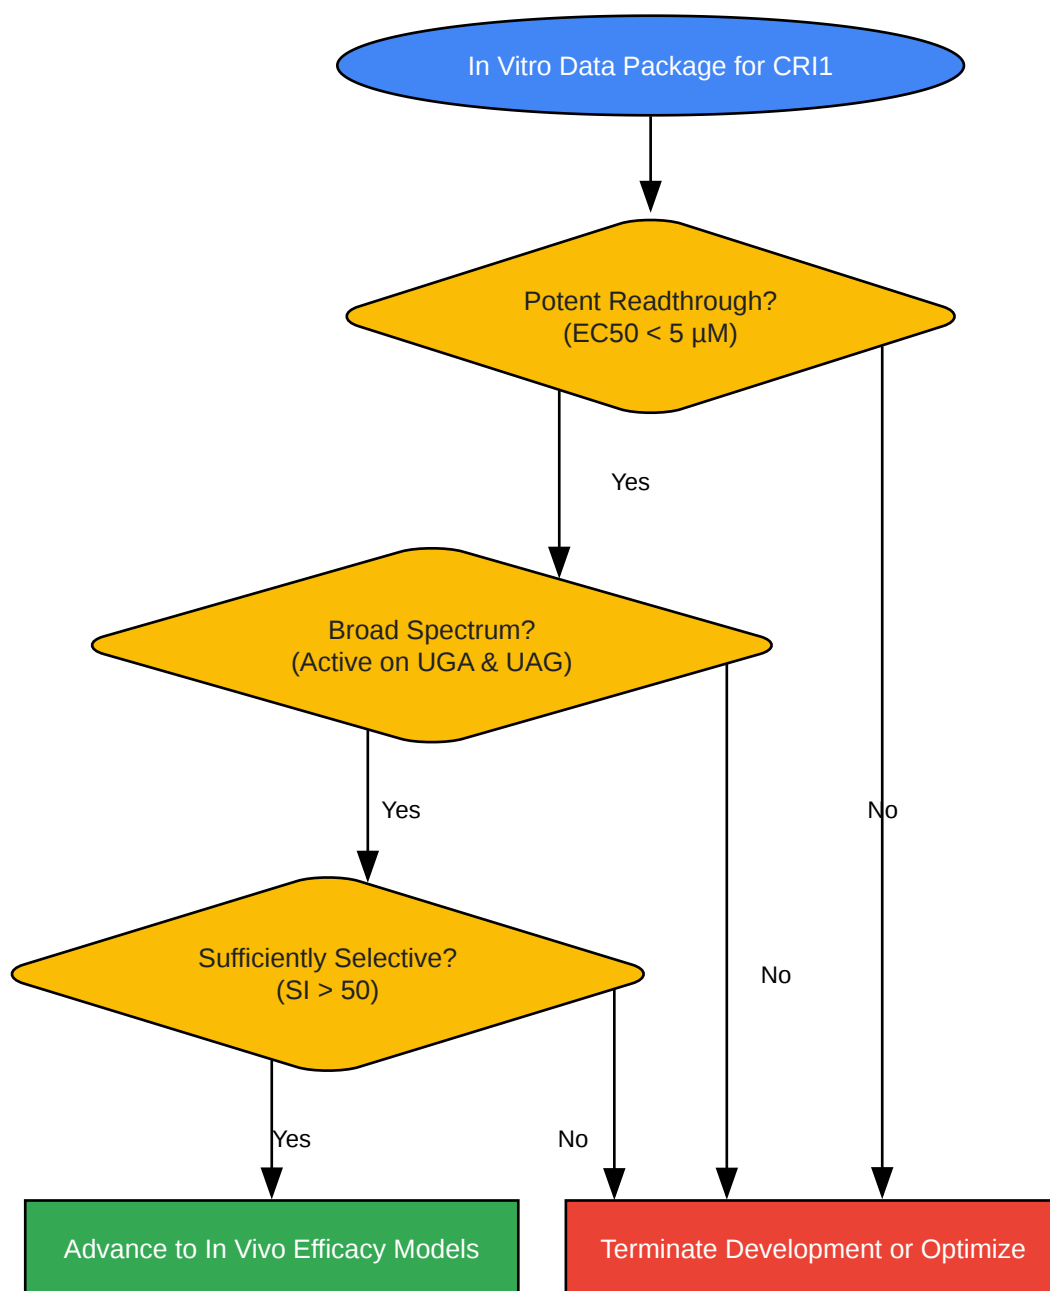 In Vitro Data Package for CRI1
Potent Readthrough?
(EC50 < 5 µM)
Yes
Broad Spectrum?
(Active on UGA & UAG)
Yes
No
Sufficiently Selective?
(SI > 50)
No
Yes
No
Advance to In Vivo Efficacy Models
Terminate Development or Optimize